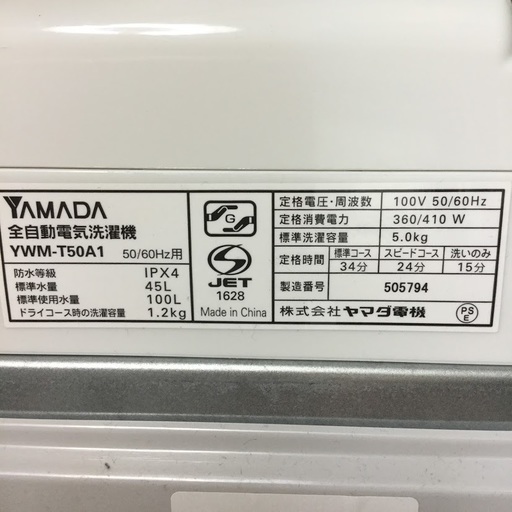 YAMADA
全自動電気洗濯機
YWM-T50A1 50/60Hz用
防水等級 IPX4
標準水量 45L
標準使用水量 100L
ドライコース時の洗濯容量 1.2kg
G
S
JET
1628
Made in China
定格電圧・周波数 100V 50/60Hz
定格消費電力 360/410 W
標準洗濯容量 5.0kg
定格時間 標準コース スピードコース 洗いのみ
34分 24分 15分
製造番号 505794
株式会社ヤマダ電機 PSE